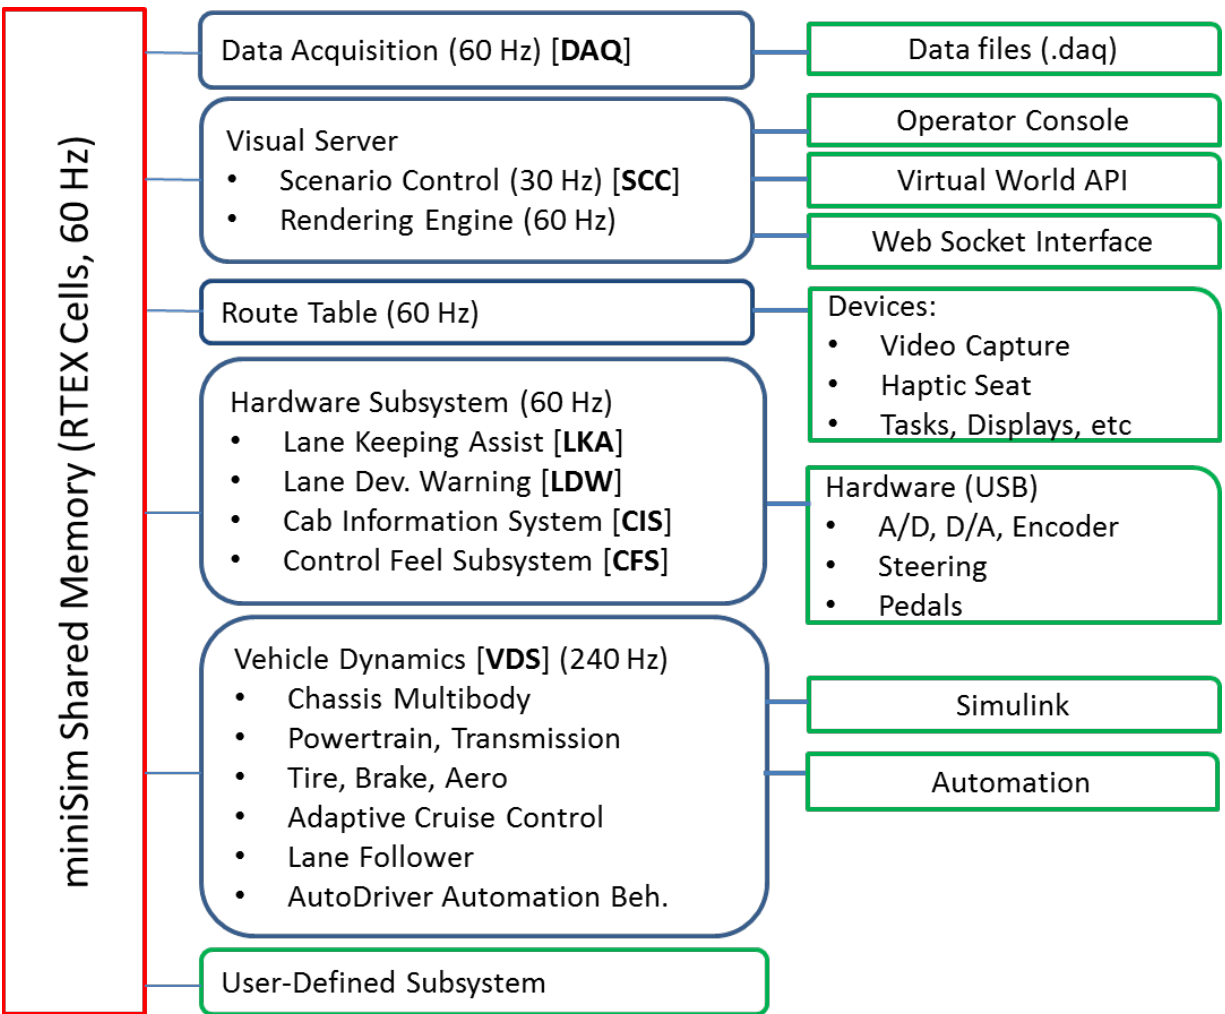 miniSim Shared Memory (RTEX Cells, 60 Hz)
Data Acquisition (60 Hz) [DAQ]
Data files (.daq)
Visual Server
• Scenario Control (30 Hz) [SCC]
• Rendering Engine (60 Hz)
Operator Console
Virtual World API
Web Socket Interface
Route Table (60 Hz)
Devices:
• Video Capture
• Haptic Seat
• Tasks, Displays, etc
Hardware Subsystem (60 Hz)
• Lane Keeping Assist [LKA]
• Lane Dev. Warning [LDW]
• Cab Information System [CIS]
• Control Feel Subsystem [CFS]
Hardware (USB)
• A/D, D/A, Encoder
• Steering
• Pedals
Vehicle Dynamics [VDS] (240 Hz)
• Chassis Multibody
• Powertrain, Transmission
• Tire, Brake, Aero
• Adaptive Cruise Control
• Lane Follower
• AutoDriver Automation Beh.
Simulink
Automation
User-Defined Subsystem